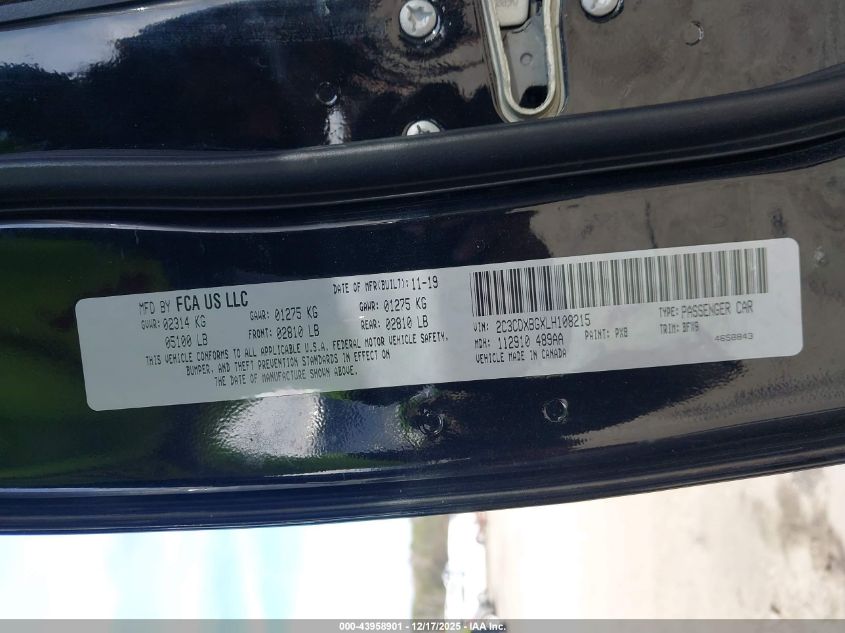 MFD BY FCA US LLC
DATE OF MFR(BUILT): 11-19
GVWR: 02314 KG
GAWR: 01275 KG
GAWR: 01275 KG
05100 LB
FRONT: 02810 LB
REAR: 02810 LB
THIS VEHICLE CONFORMS TO ALL APPLICABLE U.S.A. FEDERAL MOTOR VEHICLE SAFETY,
BUMPER, AND THEFT PREVENTION STANDARDS IN EFFECT ON
THE DATE OF MANUFACTURE SHOWN ABOVE.
VIN: 2C3CDXBGXLH108215
TYPE: PASSENGER CAR
MDH: 112910 489AA
PAINT: PX8
TRIM:
VEHICLE MADE IN CANADA
4658843
000-43958901 - 12/17/2025 - IAA Inc.